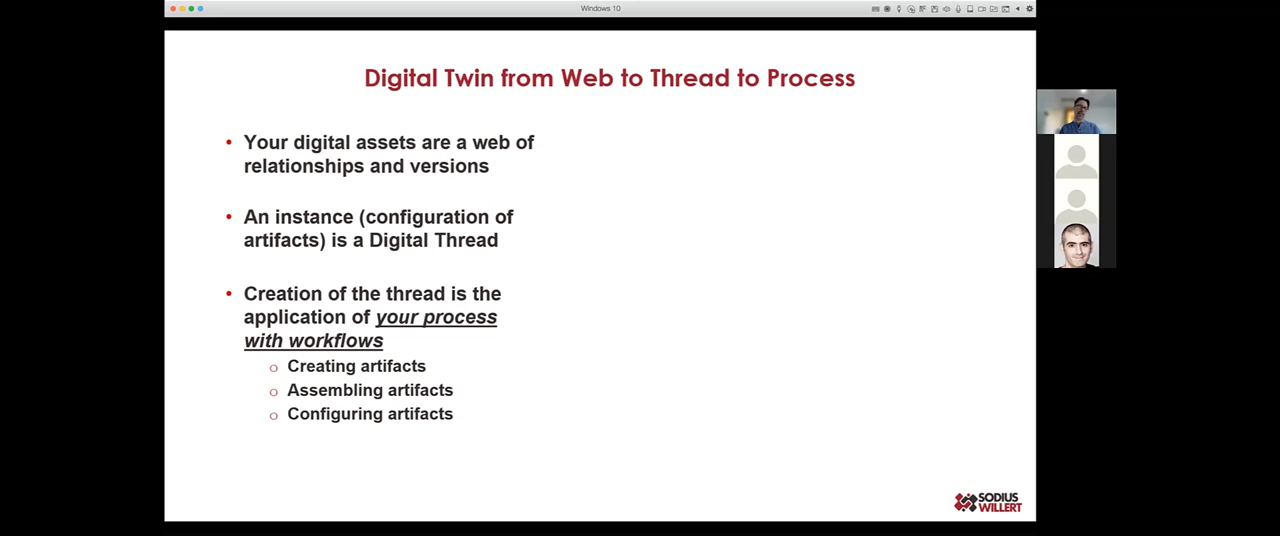 Windows 10
Digital Twin from Web to Thread to Process
• Your digital assets are a web of
relationships and versions
• An instance (configuration of
artifacts) is a Digital Thread
• Creation of the thread is the
application of your process
with workflows
o Creating artifacts
o Assembling artifacts
o Configuring artifacts
SODIUS
WILLERT